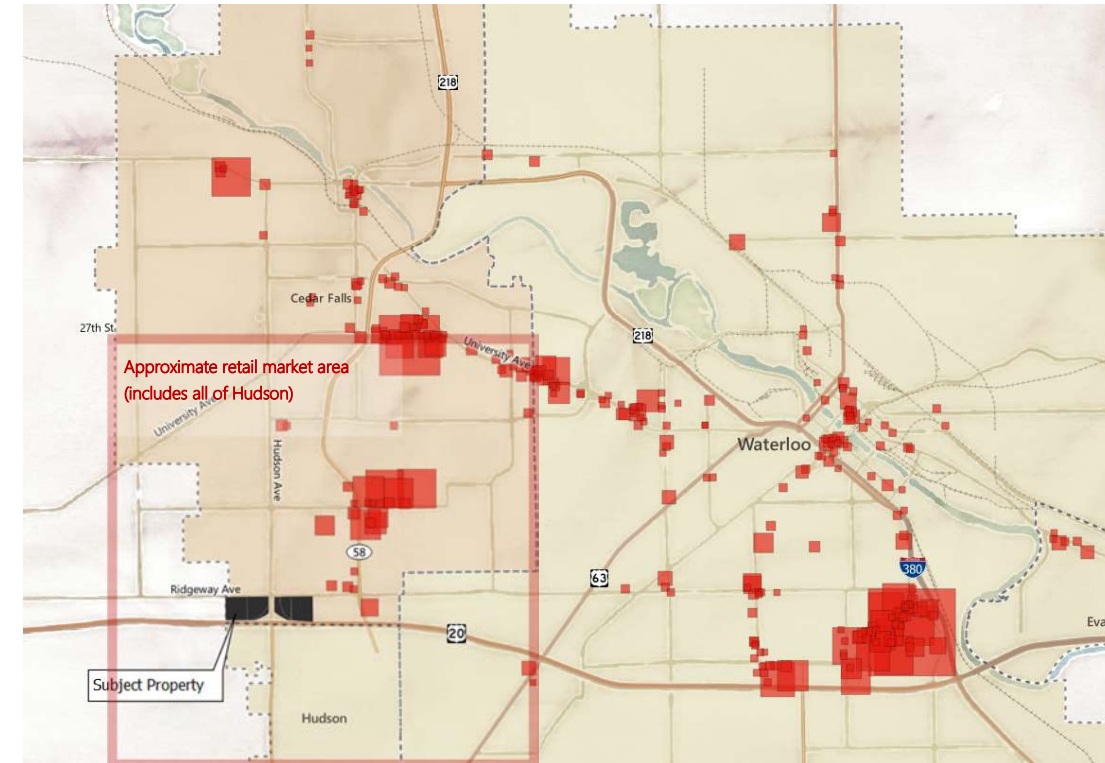 218
Cedar Falls
27th St
218
University Ave
Approximate retail market area
(includes all of Hudson)
University Ave
Hudson Ave
Waterloo
58
380
63
Ridgeway Ave
20
Eva
Subject Property
Hudson